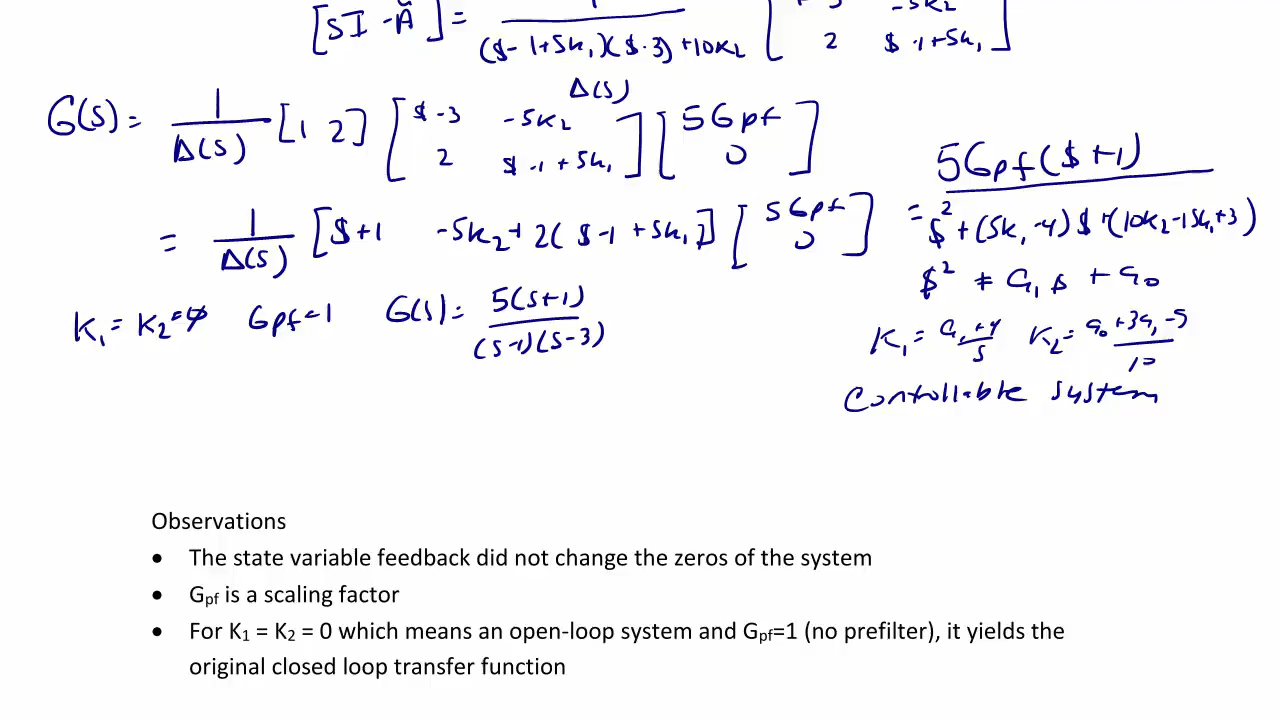 [SI - Ã] = 1 / (s-1+5k₁)(s-3)+10k₂ [ -5k₂
2 s-1+5k₁ ]
Δ(s)
G(s) = 1/Δ(s) [1 2] [s-3 -5k₂; 2 s-1+5k₁] [5Gpf; 0]
= 1/Δ(s) [s+1 -5k₂+2(s-1+5k₁)] [5Gpf; 0] = 5Gpf(s+1) / s²+(5k₁-4)s+(10k₂-15k₁+3)
s² + a₁s + a₀
K₁ = K₂ = 0 Gpf=1 G(s) = 5(s+1) / (s-1)(s-3)
K₁ = a₁+4 / 5 K₂ = a₀+3a₁-5 / 10
Controllable system
Observations
• The state variable feedback did not change the zeros of the system
• Gpf is a scaling factor
• For K₁ = K₂ = 0 which means an open-loop system and Gpf=1 (no prefilter), it yields the
original closed loop transfer function